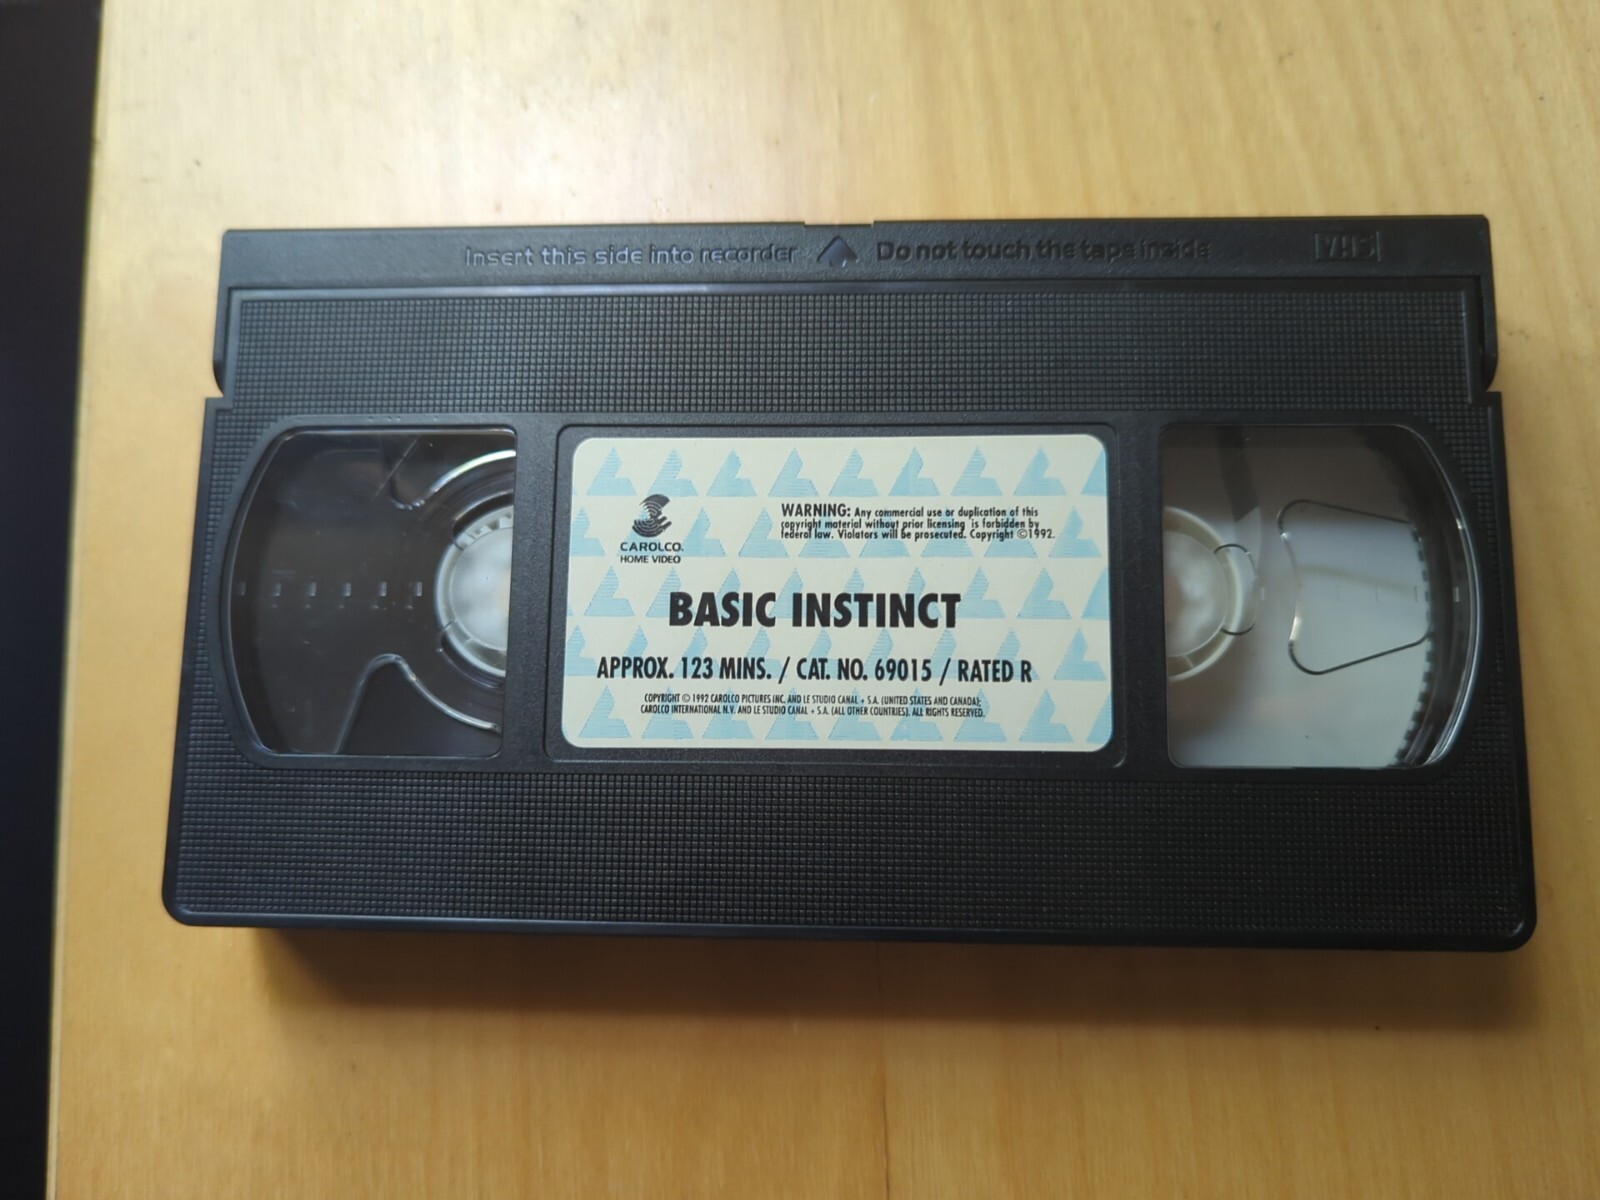 Insert this side into recorder Do not touch the tape inside VHS
CAROLCO
HOME VIDEO
WARNING: Any commercial use or duplication of this
copyright material without prior licensing is forbidden by
federal law. Violators will be prosecuted. Copyright ©1992.
BASIC INSTINCT
APPROX. 123 MINS. / CAT. NO. 69015 / RATED R
COPYRIGHT © 1992 CAROLCO PICTURES INC. AND LE STUDIO CANAL + S.A. (UNITED STATES AND CANADA);
CAROLCO INTERNATIONAL N.V. AND LE STUDIO CANAL + S.A. (ALL OTHER COUNTRIES). ALL RIGHTS RESERVED.